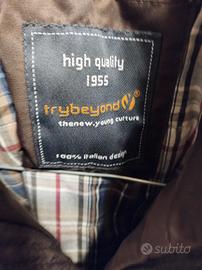 high quality
1955
trybeyond
thenew.young culture
100% italian design
subito